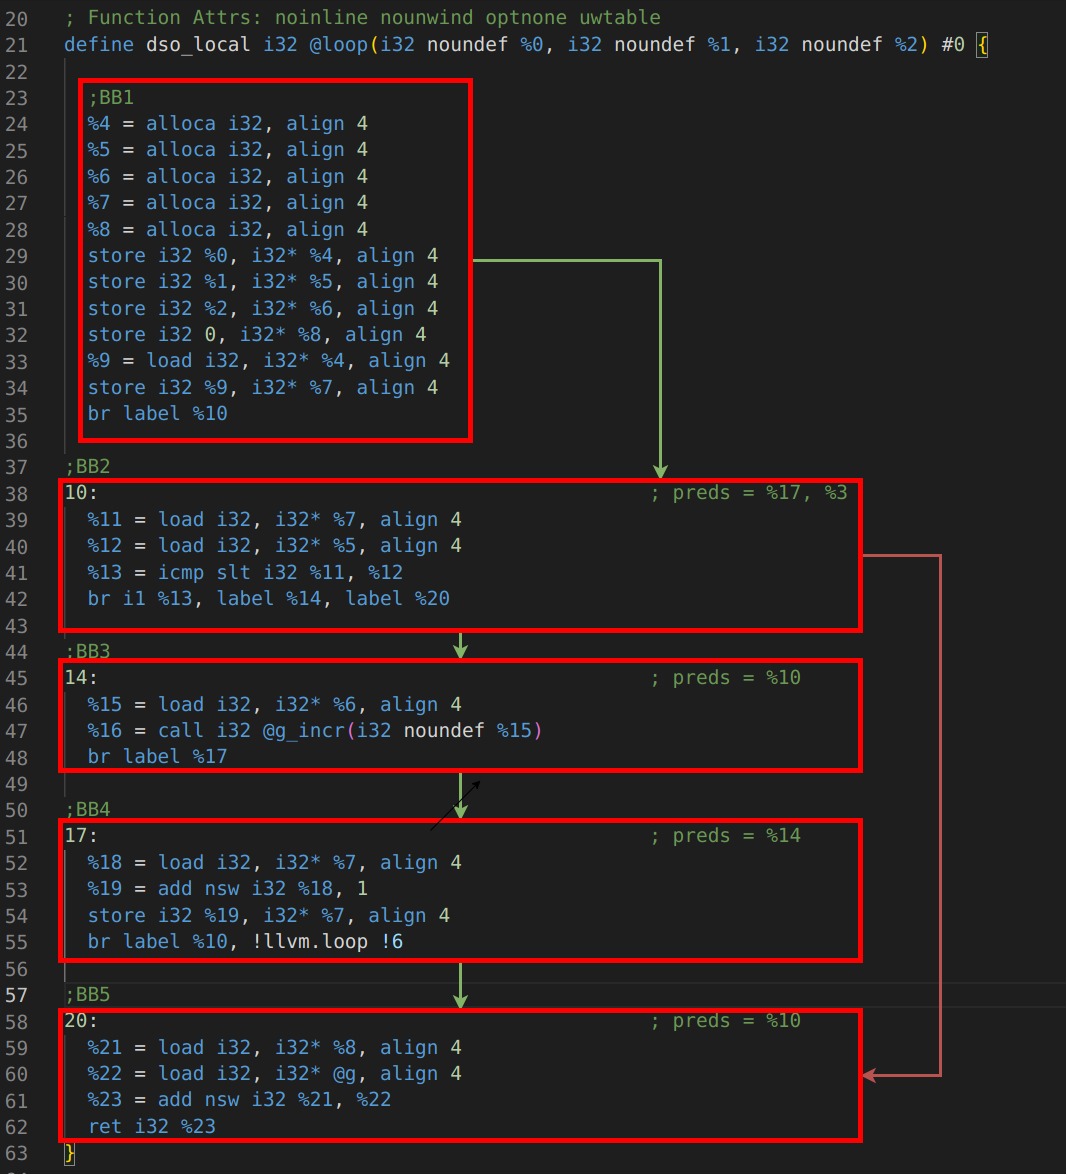 20 ; Function Attrs: noinline nounwind optnone uwtable
21 define dso_local i32 @loop(i32 noundef %0, i32 noundef %1, i32 noundef %2) #0 {
22
23 ;BB1
24 %4 = alloca i32, align 4
25 %5 = alloca i32, align 4
26 %6 = alloca i32, align 4
27 %7 = alloca i32, align 4
28 %8 = alloca i32, align 4
29 store i32 %0, i32* %4, align 4
30 store i32 %1, i32* %5, align 4
31 store i32 %2, i32* %6, align 4
32 store i32 0, i32* %8, align 4
33 %9 = load i32, i32* %4, align 4
34 store i32 %9, i32* %7, align 4
35 br label %10
36
37 ;BB2
38 10: ; preds = %17, %3
39 %11 = load i32, i32* %7, align 4
40 %12 = load i32, i32* %5, align 4
41 %13 = icmp slt i32 %11, %12
42 br i1 %13, label %14, label %20
43
44 ;BB3
45 14: ; preds = %10
46 %15 = load i32, i32* %6, align 4
47 %16 = call i32 @g_incr(i32 noundef %15)
48 br label %17
49
50 ;BB4
51 17: ; preds = %14
52 %18 = load i32, i32* %7, align 4
53 %19 = add nsw i32 %18, 1
54 store i32 %19, i32* %7, align 4
55 br label %10, !llvm.loop !6
56
57 ;BB5
58 20: ; preds = %10
59 %21 = load i32, i32* %8, align 4
60 %22 = load i32, i32* @g, align 4
61 %23 = add nsw i32 %21, %22
62 ret i32 %23
63 }